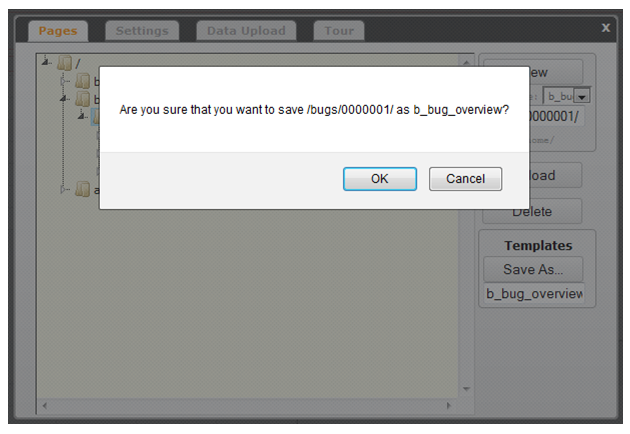 Pages Settings Data Upload Tour x
/
b
b
a
Are you sure that you want to save /bugs/0000001/ as b_bug_overview?
OK Cancel
ew
b_bu
0000001/
ome/
load
Delete
Templates
Save As...
b_bug_overview